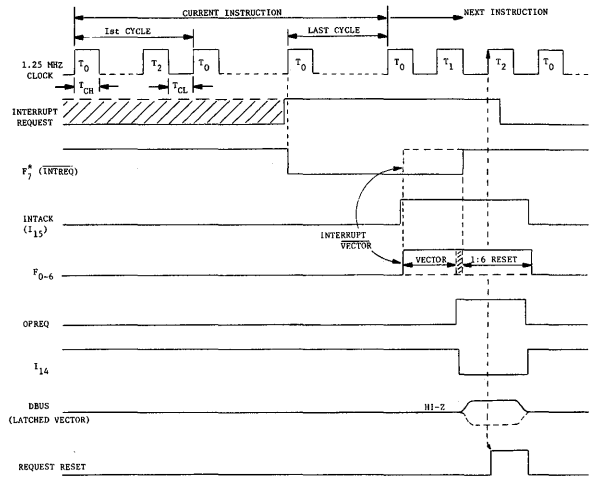 CURRENT INSTRUCTION
NEXT INSTRUCTION
1st CYCLE
LAST CYCLE
1.25 MHZ
CLOCK
T0
T2
T0
T0
T0
T1
T2
T0
TCH
TCL
INTERRUPT
REQUEST
F7* (INTREQ)
INTACK
(I15)
INTERRUPT
VECTOR
VECTOR
1:6 RESET
F0-6
OPREQ
I14
DBUS
HI-Z
(LATCHED VECTOR)
REQUEST RESET